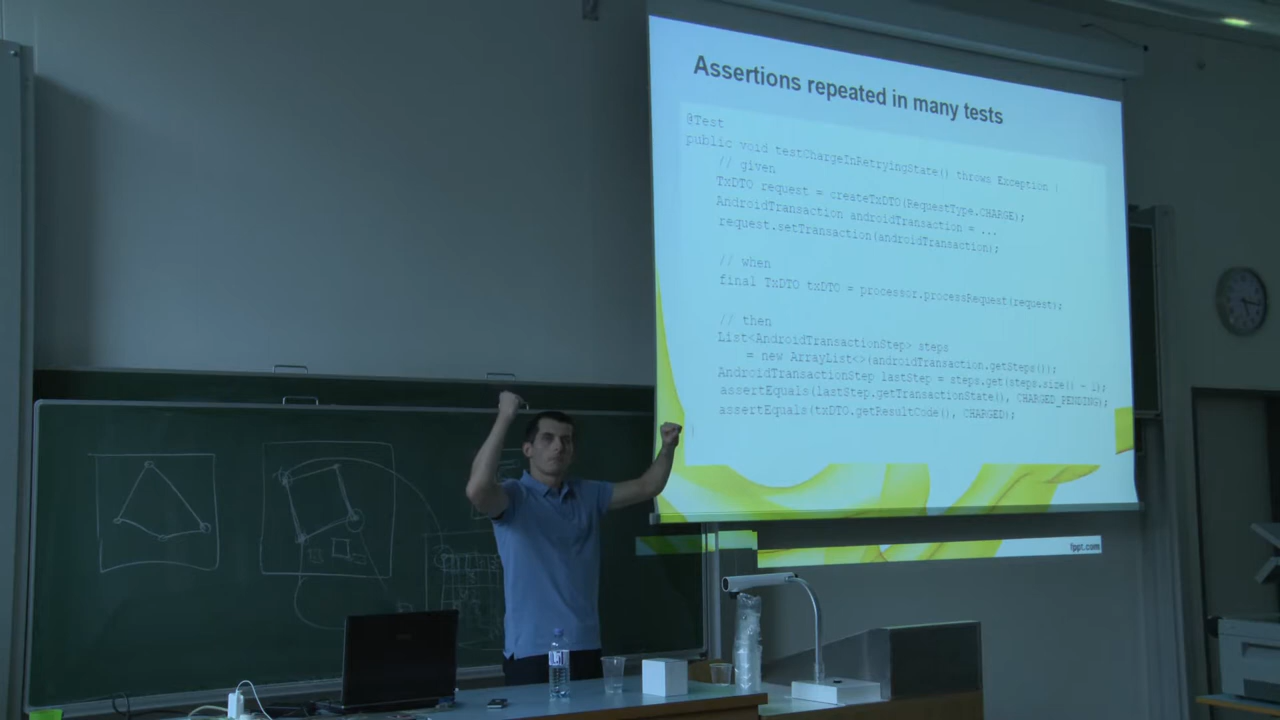 Assertions repeated in many tests
@Test
public void testChargeInRetryingState() throws Exception {
// given
TxDTO request = createTxDTO(RequestType.CHARGE);
AndroidTransaction androidTransaction = ...
request.setTransaction(androidTransaction);
// when
final TxDTO txDTO = processor.processRequest(request);
// then
List<AndroidTransactionStep> steps
= new ArrayList<>(androidTransaction.getSteps());
AndroidTransactionStep lastStep = steps.get(steps.size() - 1);
assertEquals(lastStep.getTransactionState(), CHARGED_PENDING);
assertEquals(txDTO.getResultCode(), CHARGED);
fppt.com